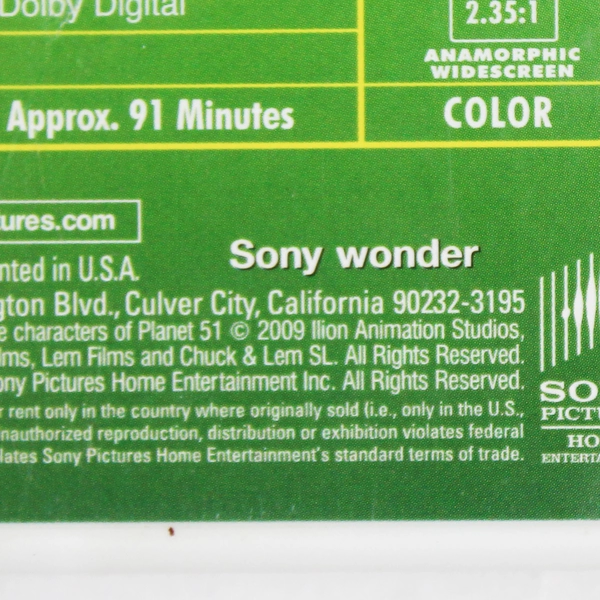 Dolby Digital
2.35:1
ANAMORPHIC
WIDESCREEN
Approx. 91 Minutes
COLOR
ures.com
Sony wonder
nted in U.S.A.
gton Blvd., Culver City, California 90232-3195
e characters of Planet 51 © 2009 Ilion Animation Studios,
lms, Lem Films and Chuck & Lem SL. All Rights Reserved.
ony Pictures Home Entertainment Inc. All Rights Reserved.
r rent only in the country where originally sold (i.e., only in the U.S.,
nauthorized reproduction, distribution or exhibition violates federal
lates Sony Pictures Home Entertainment's standard terms of trade.
SO
PICTU
HO
ENTERTA